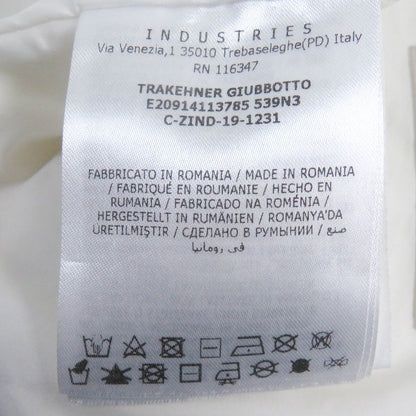 INDUSTRIES
Via Venezia,1 35010 Trebaseleghe(PD) Italy
RN 116347
TRAKEHNER GIUBBOTTO
E20914113785 539N3
C-ZIND-19-1231
FABBRICATO IN ROMANIA / MADE IN ROMANIA
/ FABRIQUÉ EN ROUMANIE / HECHO EN
RUMANIA / FABRICADO NA ROMÉNIA /
HERGESTELLT IN RUMÄNIEN / ROMANYA'DA
ÜRETILMIŞTIR / СДЕЛАНО В РУМЫНИИ / صنع
في رومانيا